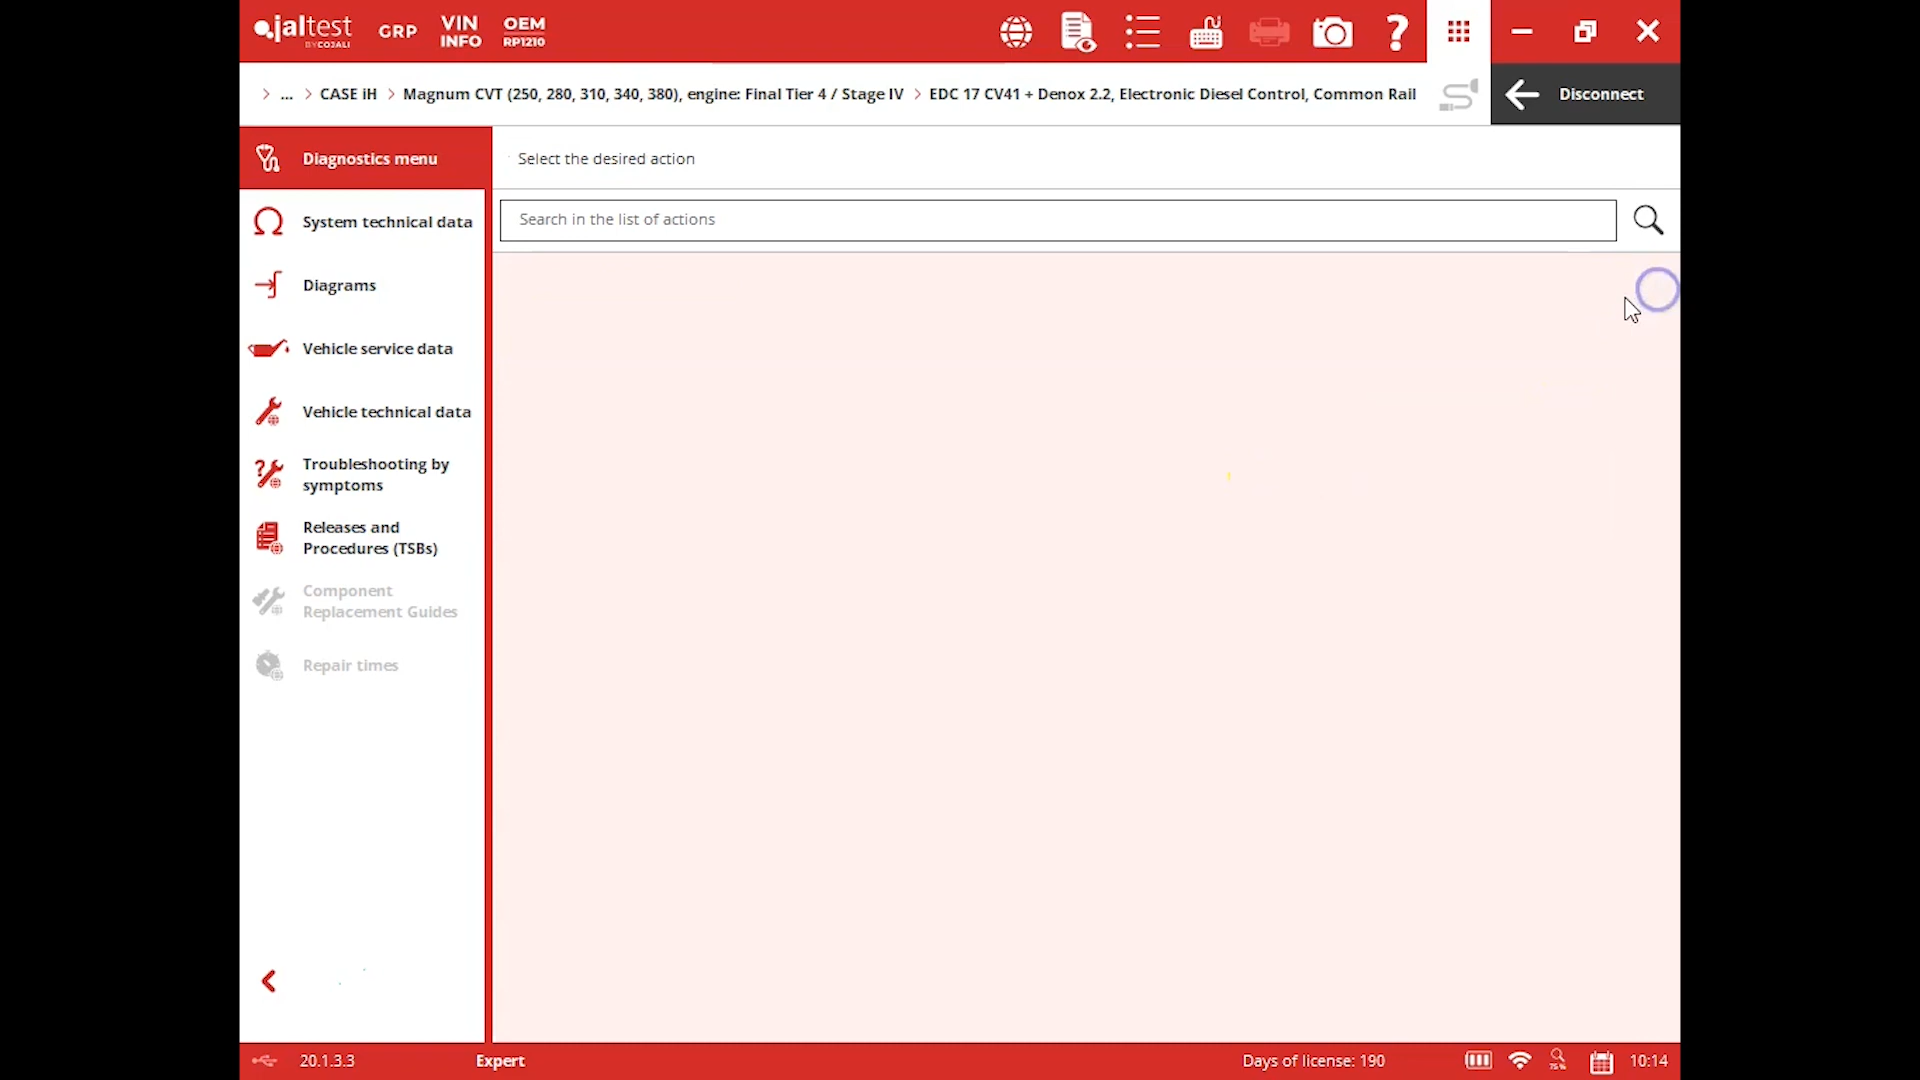 jaltest
BY COJALI
GRP
VIN
INFO
OEM
RP1210
?
> ... > CASE iH > Magnum CVT (250, 280, 310, 340, 380), engine: Final Tier 4 / Stage IV > EDC 17 CV41 + Denox 2.2, Electronic Diesel Control, Common Rail
Disconnect
Diagnostics menu
Select the desired action
System technical data
Search in the list of actions
Diagrams
Vehicle service data
Vehicle technical data
Troubleshooting by
symptoms
Releases and
Procedures (TSBs)
Component
Replacement Guides
Repair times
20.1.3.3
Expert
Days of license: 190
75%
10:14